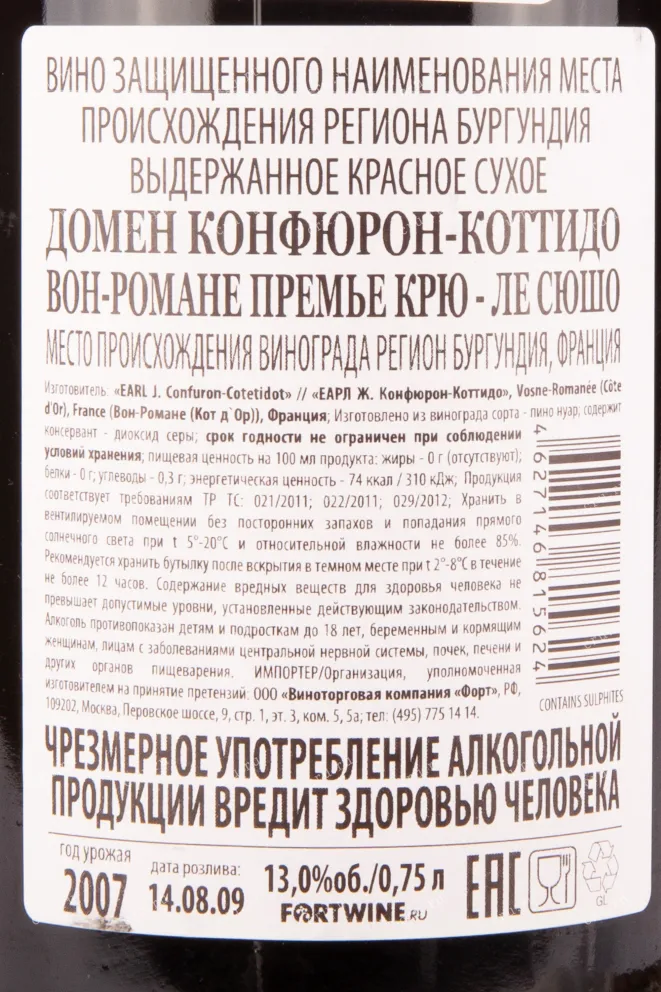 ВИНО ЗАЩИЩЕННОГО НАИМЕНОВАНИЯ МЕСТА
ПРОИСХОЖДЕНИЯ РЕГИОНА БУРГУНДИЯ
ВЫДЕРЖАННОЕ КРАСНОЕ СУХОЕ
ДОМЕН КОНФЮРОН-КОТТИДО
ВОН-РОМАНЕ ПРЕМЬЕ КРЮ - ЛЕ СЮШО
МЕСТО ПРОИСХОЖДЕНИЯ ВИНОГРАДА РЕГИОН БУРГУНДИЯ, ФРАНЦИЯ
Изготовитель: «EARL J. Confuron-Cotetidot» // «ЕАРЛ Ж. Конфюрон-Коттидо», Vosne-Romanée (Côte
d'Or), France (Вон-Романе (Кот д`Ор)), Франция; Изготовлено из винограда сорта - пино нуар; содержит
консервант - диоксид серы; срок годности не ограничен при соблюдении
условий хранения; пищевая ценность на 100 мл продукта: жиры - 0 г (отсутствуют);
белки - 0 г; углеводы - 0,3 г; энергетическая ценность - 74 ккал / 310 кДж; Продукция
соответствует требованиям ТР ТС: 021/2011; 022/2011; 029/2012; Хранить в
вентилируемом помещении без посторонних запахов и попадания прямого
солнечного света при t 5°-20°С и относительной влажности не более 85%.
Рекомендуется хранить бутылку после вскрытия в темном месте при t 2°-8°С в течение
не более 12 часов. Содержание вредных веществ для здоровья человека не
превышает допустимые уровни, установленные действующим законодательством.
Алкоголь противопоказан детям и подросткам до 18 лет, беременным и кормящим
женщинам, лицам с заболеваниями центральной нервной системы, почек, печени и
других органов пищеварения. ИМПОРТЕР/Организация, уполномоченная
изготовителем на принятие претензий: ООО «Виноторговая компания «Форт», РФ,
109202, Москва, Перовское шоссе, 9, стр. 1, эт. 3, ком. 5, 5а; тел: (495) 775 14 14.
4 627146 815624
CONTAINS SULPHITES
ЧРЕЗМЕРНОЕ УПОТРЕБЛЕНИЕ АЛКОГОЛЬНОЙ
ПРОДУКЦИИ ВРЕДИТ ЗДОРОВЬЮ ЧЕЛОВЕКА
год урожая
2007
дата розлива:
14.08.09
13,0%об./0,75 л
FORTWINE.RU
EAC
GL